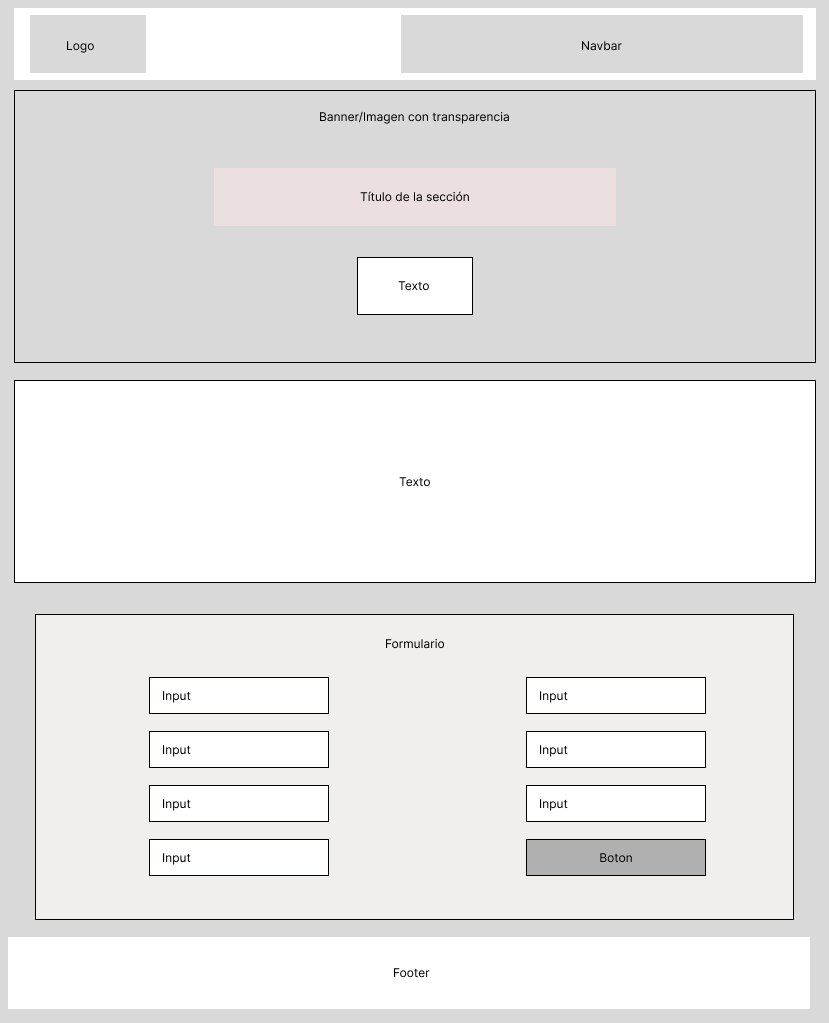 Logo
Navbar
Banner/Imagen con transparencia
Título de la sección
Texto
Texto
Formulario
Input
Input
Input
Input
Input
Input
Input
Boton
Footer